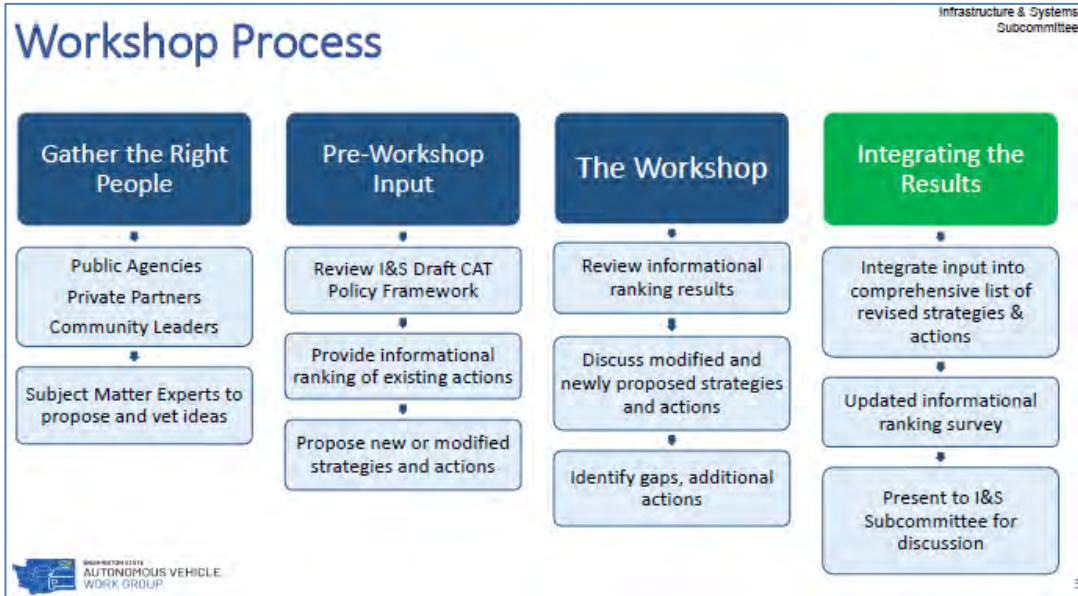 Infrastructure & Systems
Subcommittee
Workshop Process
Gather the Right
People
Public Agencies
Private Partners
Community Leaders
Subject Matter Experts to
propose and vet ideas
Pre-Workshop
Input
Review I&S Draft CAT
Policy Framework
Provide informational
ranking of existing actions
Propose new or modified
strategies and actions
The Workshop
Review informational
ranking results
Discuss modified and
newly proposed strategies
and actions
Identify gaps, additional
actions
Integrating the
Results
Integrate input into
comprehensive list of
revised strategies &
actions
Updated informational
ranking survey
Present to I&S
Subcommittee for
discussion
WASHINGTON STATE
AUTONOMOUS VEHICLE
WORK GROUP